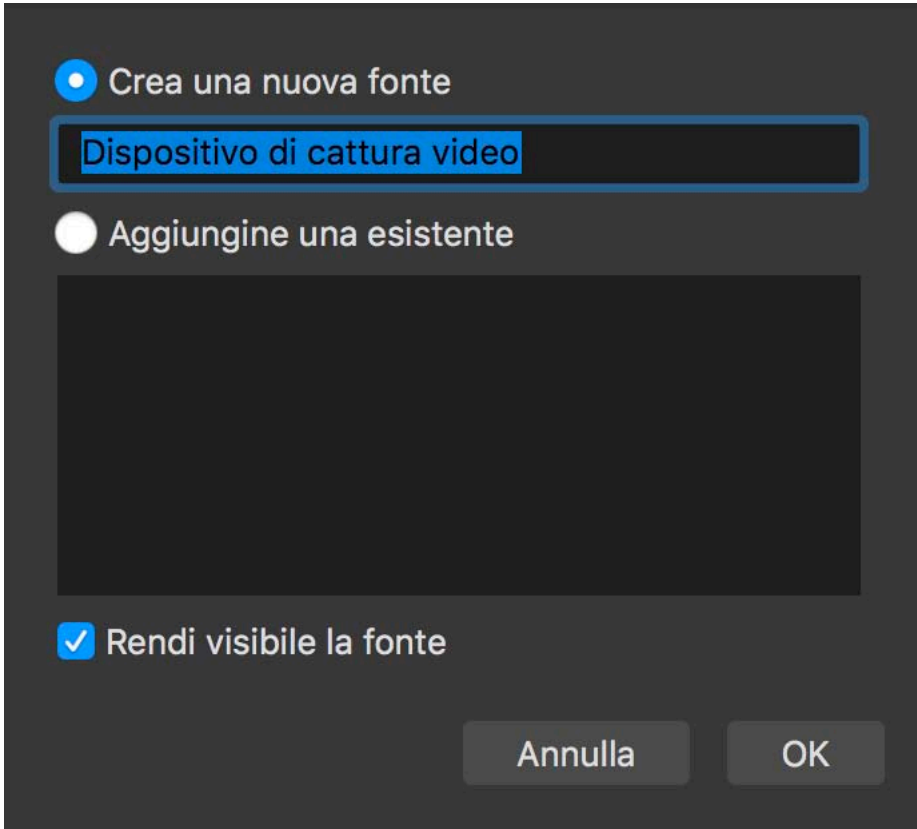 Crea una nuova fonte
Dispositivo di cattura video
Aggiungine una esistente
Rendi visibile la fonte
Annulla OK